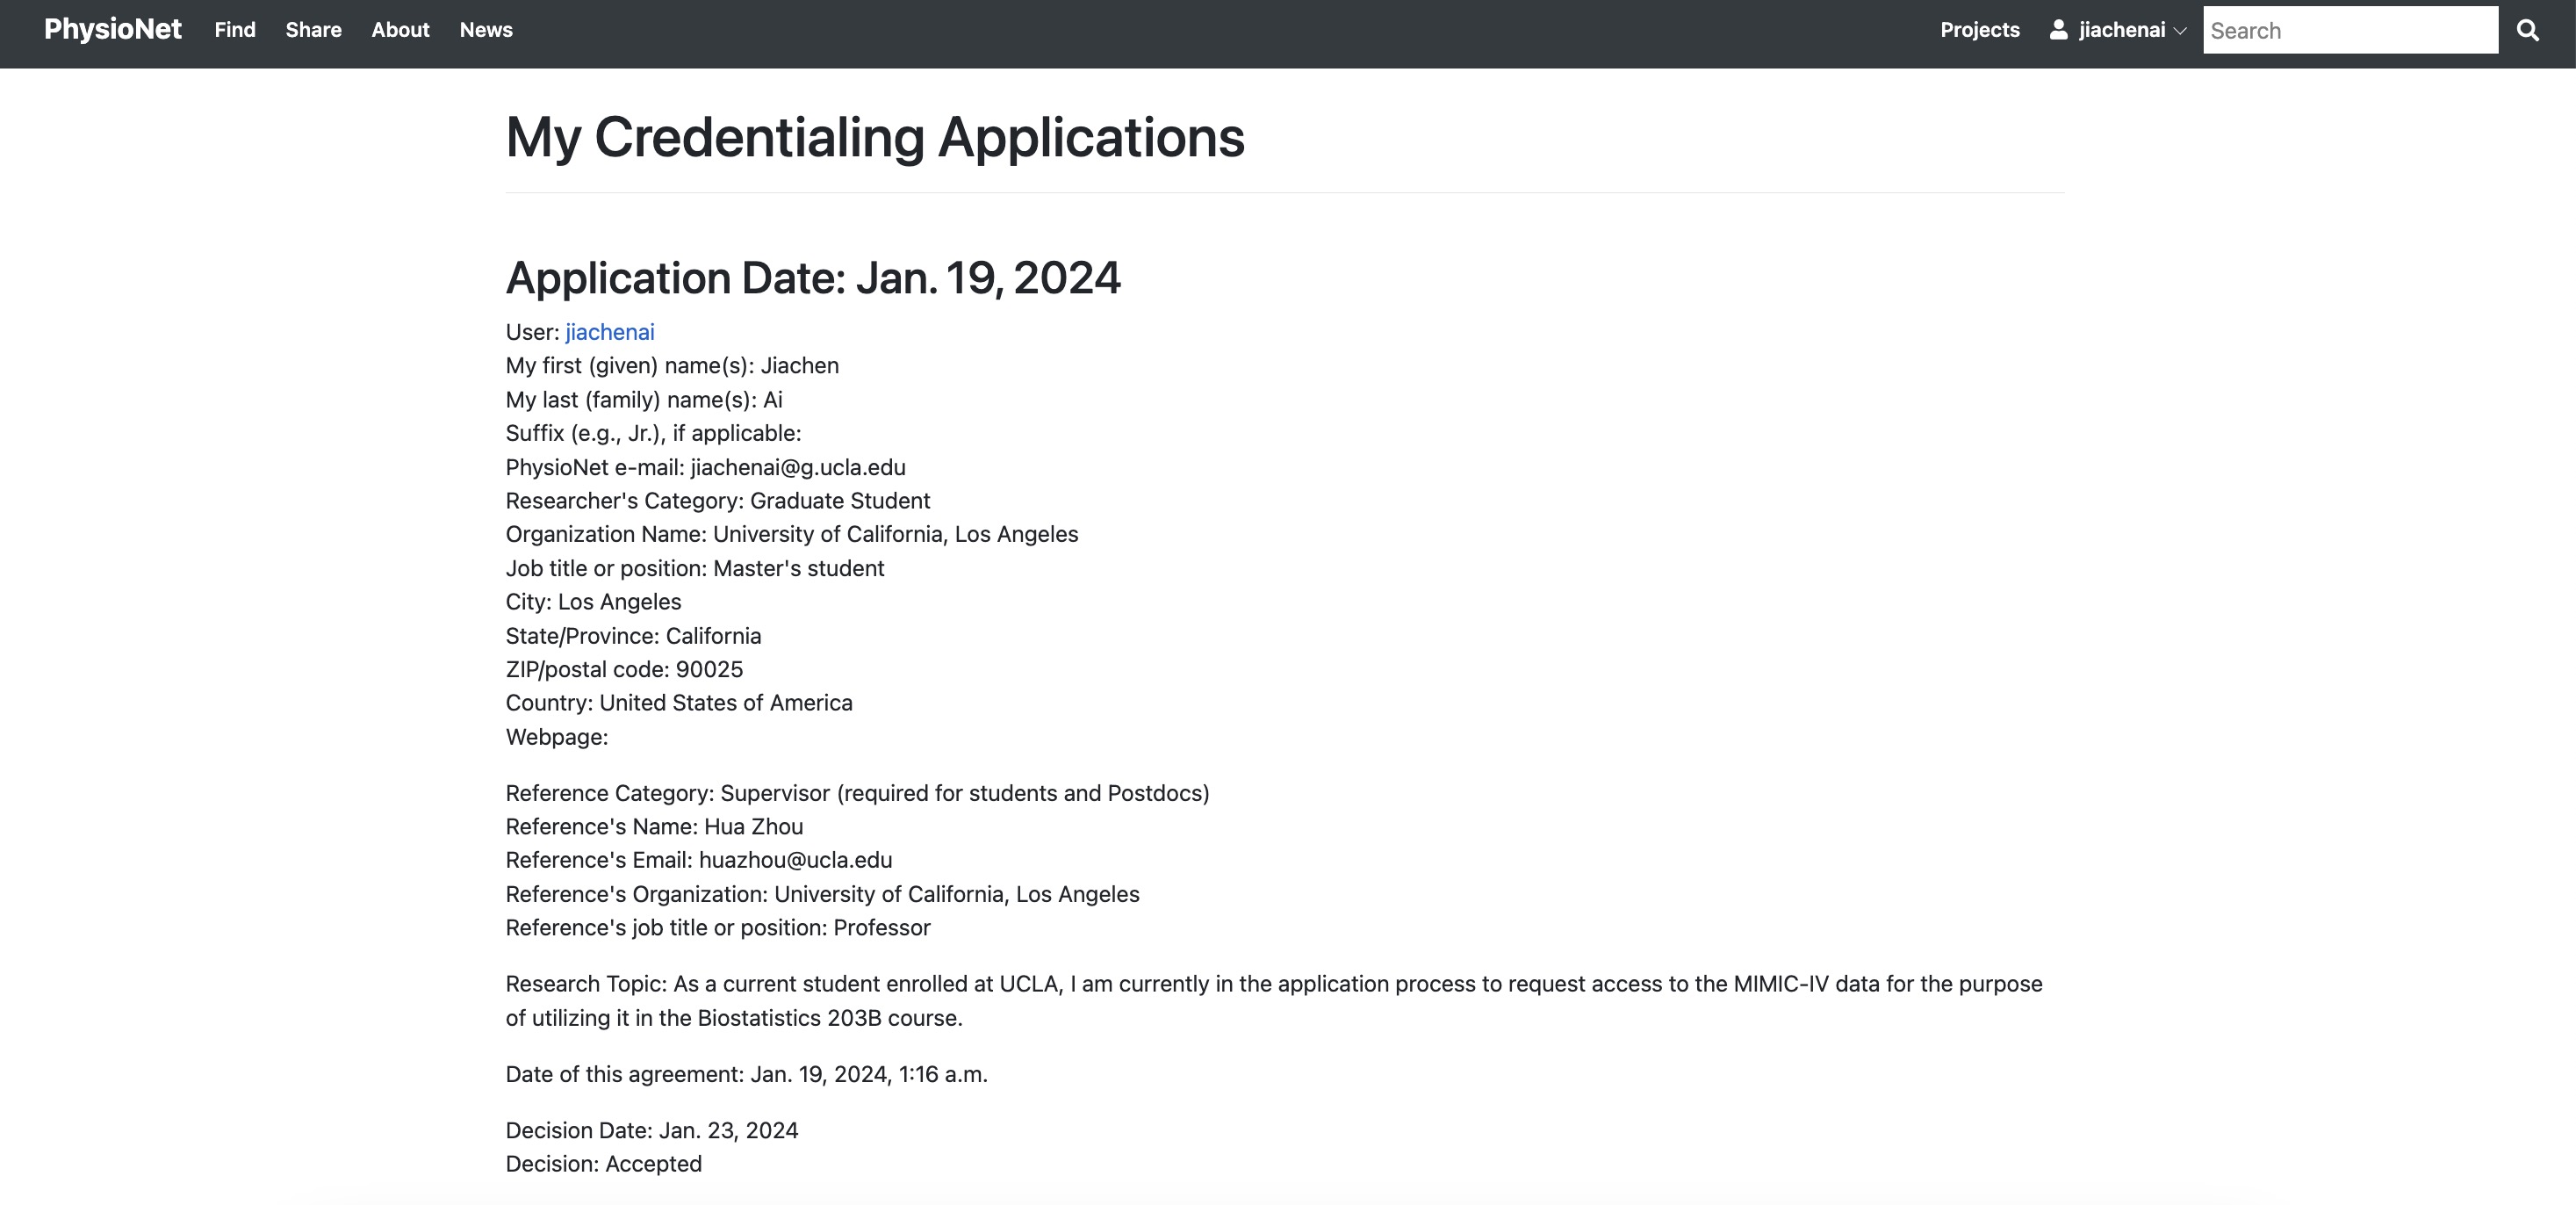 PhysioNet Find Share About News Projects jiachenai Search
My Credentialing Applications
Application Date: Jan. 19, 2024
User: jiachenai
My first (given) name(s): Jiachen
My last (family) name(s): Ai
Suffix (e.g., Jr.), if applicable:
PhysioNet e-mail: jiachenai@g.ucla.edu
Researcher's Category: Graduate Student
Organization Name: University of California, Los Angeles
Job title or position: Master's student
City: Los Angeles
State/Province: California
ZIP/postal code: 90025
Country: United States of America
Webpage:
Reference Category: Supervisor (required for students and Postdocs)
Reference's Name: Hua Zhou
Reference's Email: huazhou@ucla.edu
Reference's Organization: University of California, Los Angeles
Reference's job title or position: Professor
Research Topic: As a current student enrolled at UCLA, I am currently in the application process to request access to the MIMIC-IV data for the purpose
of utilizing it in the Biostatistics 203B course.
Date of this agreement: Jan. 19, 2024, 1:16 a.m.
Decision Date: Jan. 23, 2024
Decision: Accepted